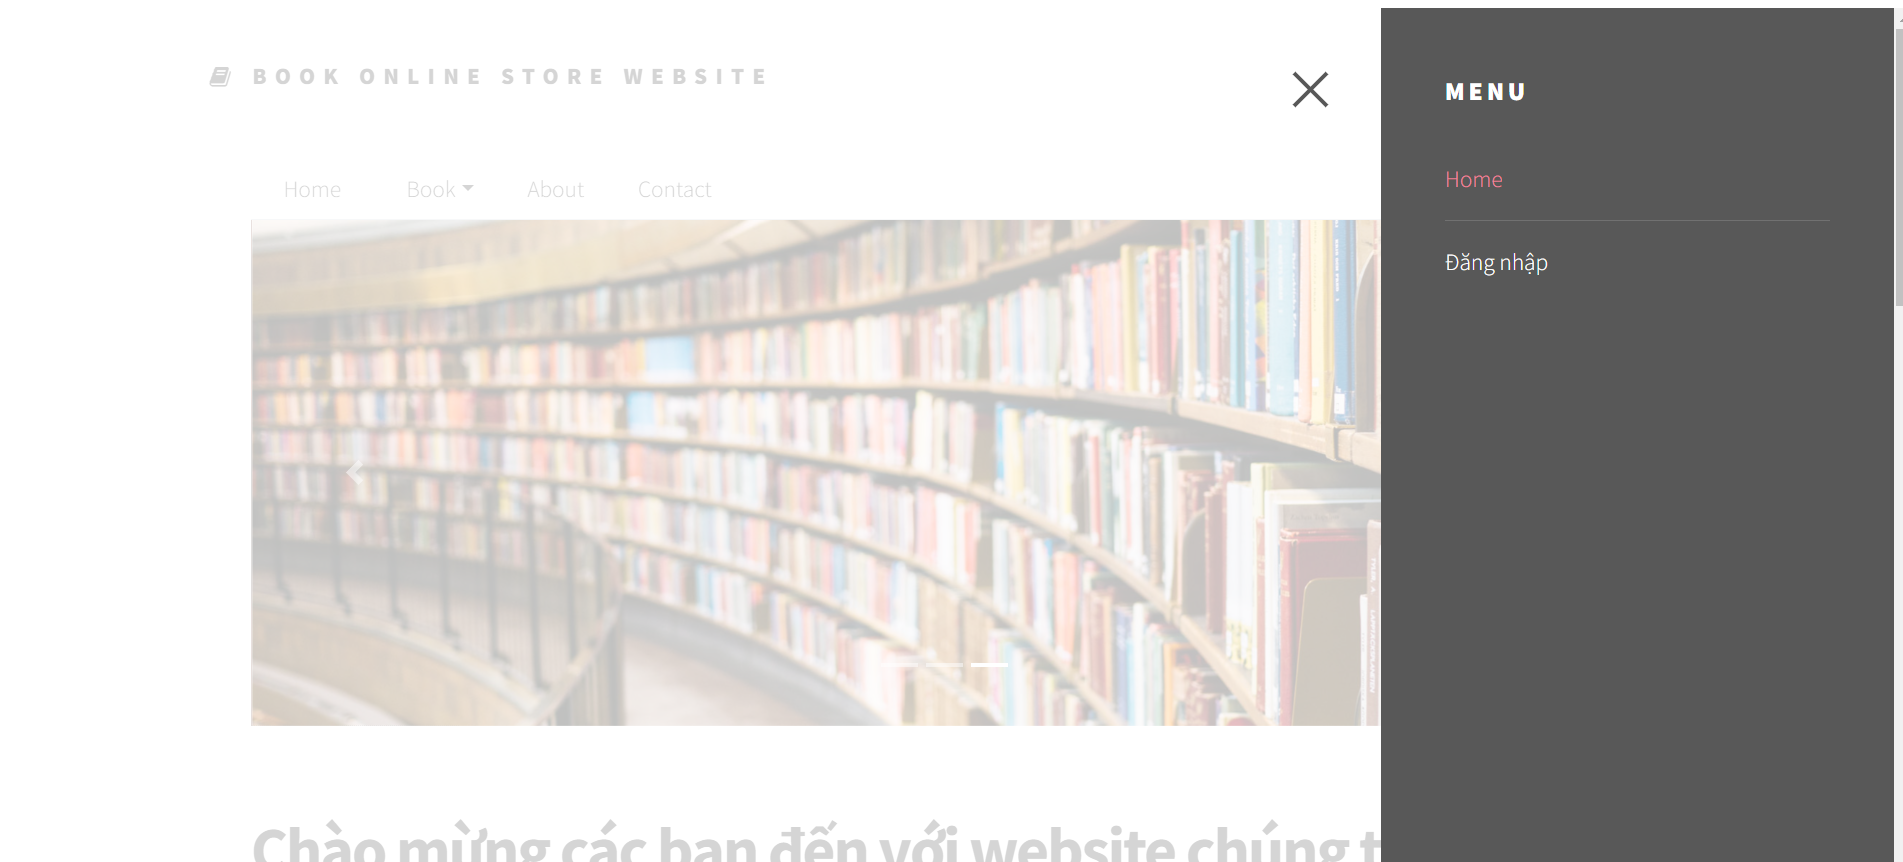 BOOK ONLINE STORE WEBSITE
MENU
Home
Book
About
Contact
Home
Đăng nhập
Chào mừng các bạn đến với website chúng t